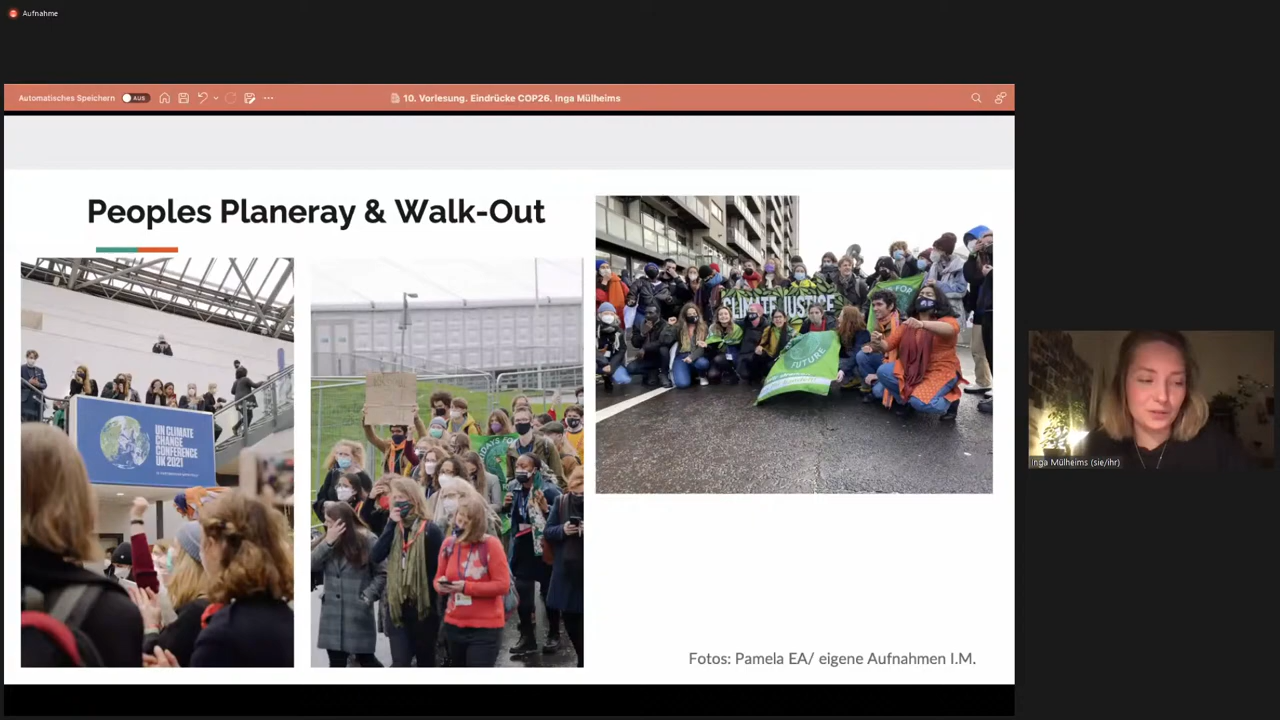 Aufnahme
Automatisches Speichern AUS
10. Vorlesung. Eindrücke COP26. Inga Mülheims
Peoples Planeray & Walk-Out
UN CLIMATE
CHANGE
CONFERENCE
UK 2021
CLIMATE JUSTICE
FUTURE
Inga Mülheims (sie/ihr)
Fotos: Pamela EA/ eigene Aufnahmen I.M.